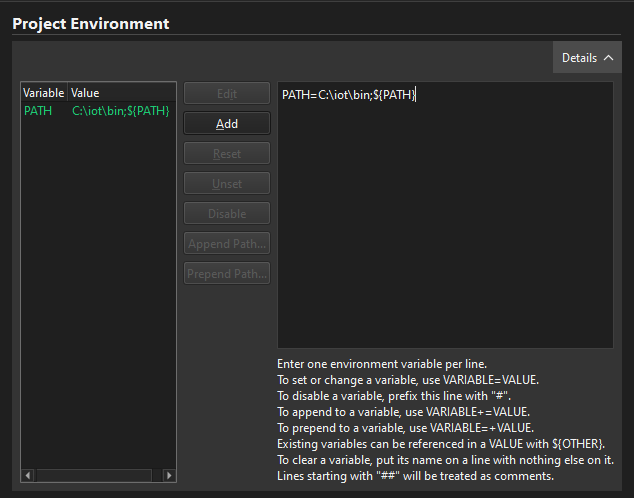 Project Environment
Details
Variable Value
PATH C:\iot\bin;${PATH}
Edit
Add
Reset
Unset
Disable
Append Path...
Prepend Path...
PATH=C:\iot\bin;${PATH}
Enter one environment variable per line.
To set or change a variable, use VARIABLE=VALUE.
To disable a variable, prefix this line with "#".
To append to a variable, use VARIABLE+=VALUE.
To prepend to a variable, use VARIABLE=+VALUE.
Existing variables can be referenced in a VALUE with ${OTHER}.
To clear a variable, put its name on a line with nothing else on it.
Lines starting with "##" will be treated as comments.